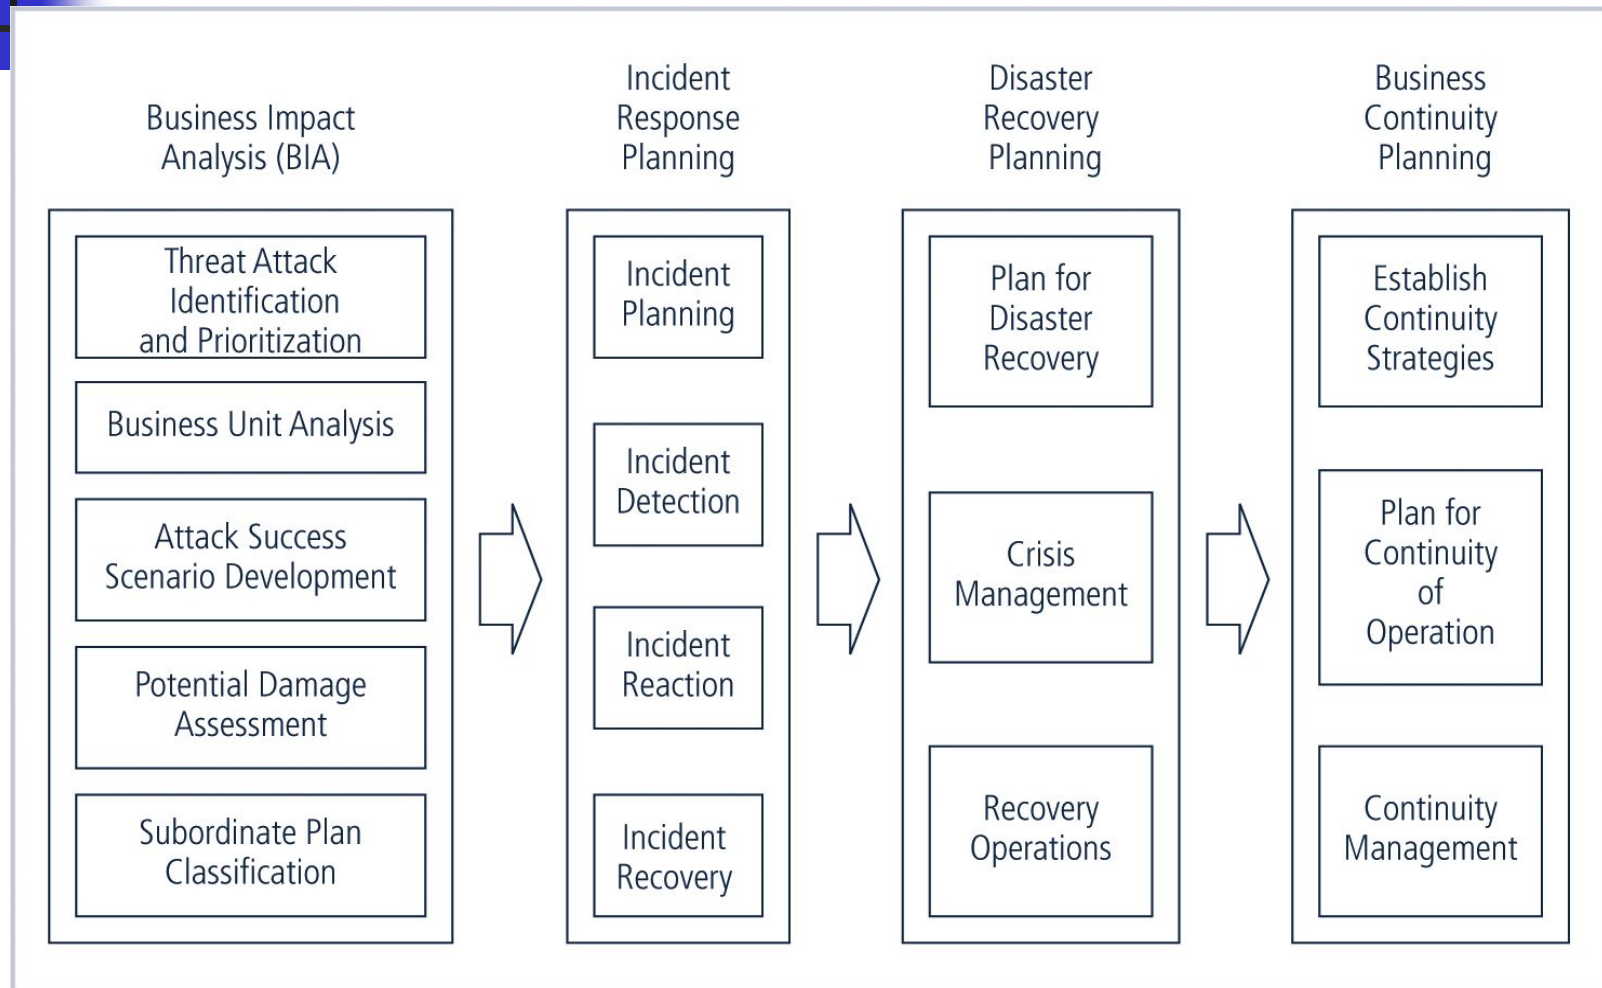 Business Impact
Analysis (BIA)
Threat Attack
Identification
and Prioritization
Business Unit Analysis
Attack Success
Scenario Development
Potential Damage
Assessment
Subordinate Plan
Classification
Incident
Response
Planning
Incident
Planning
Incident
Detection
Incident
Reaction
Incident
Recovery
Disaster
Recovery
Planning
Plan for
Disaster
Recovery
Crisis
Management
Recovery
Operations
Business
Continuity
Planning
Establish
Continuity
Strategies
Plan for
Continuity
of
Operation
Continuity
Management